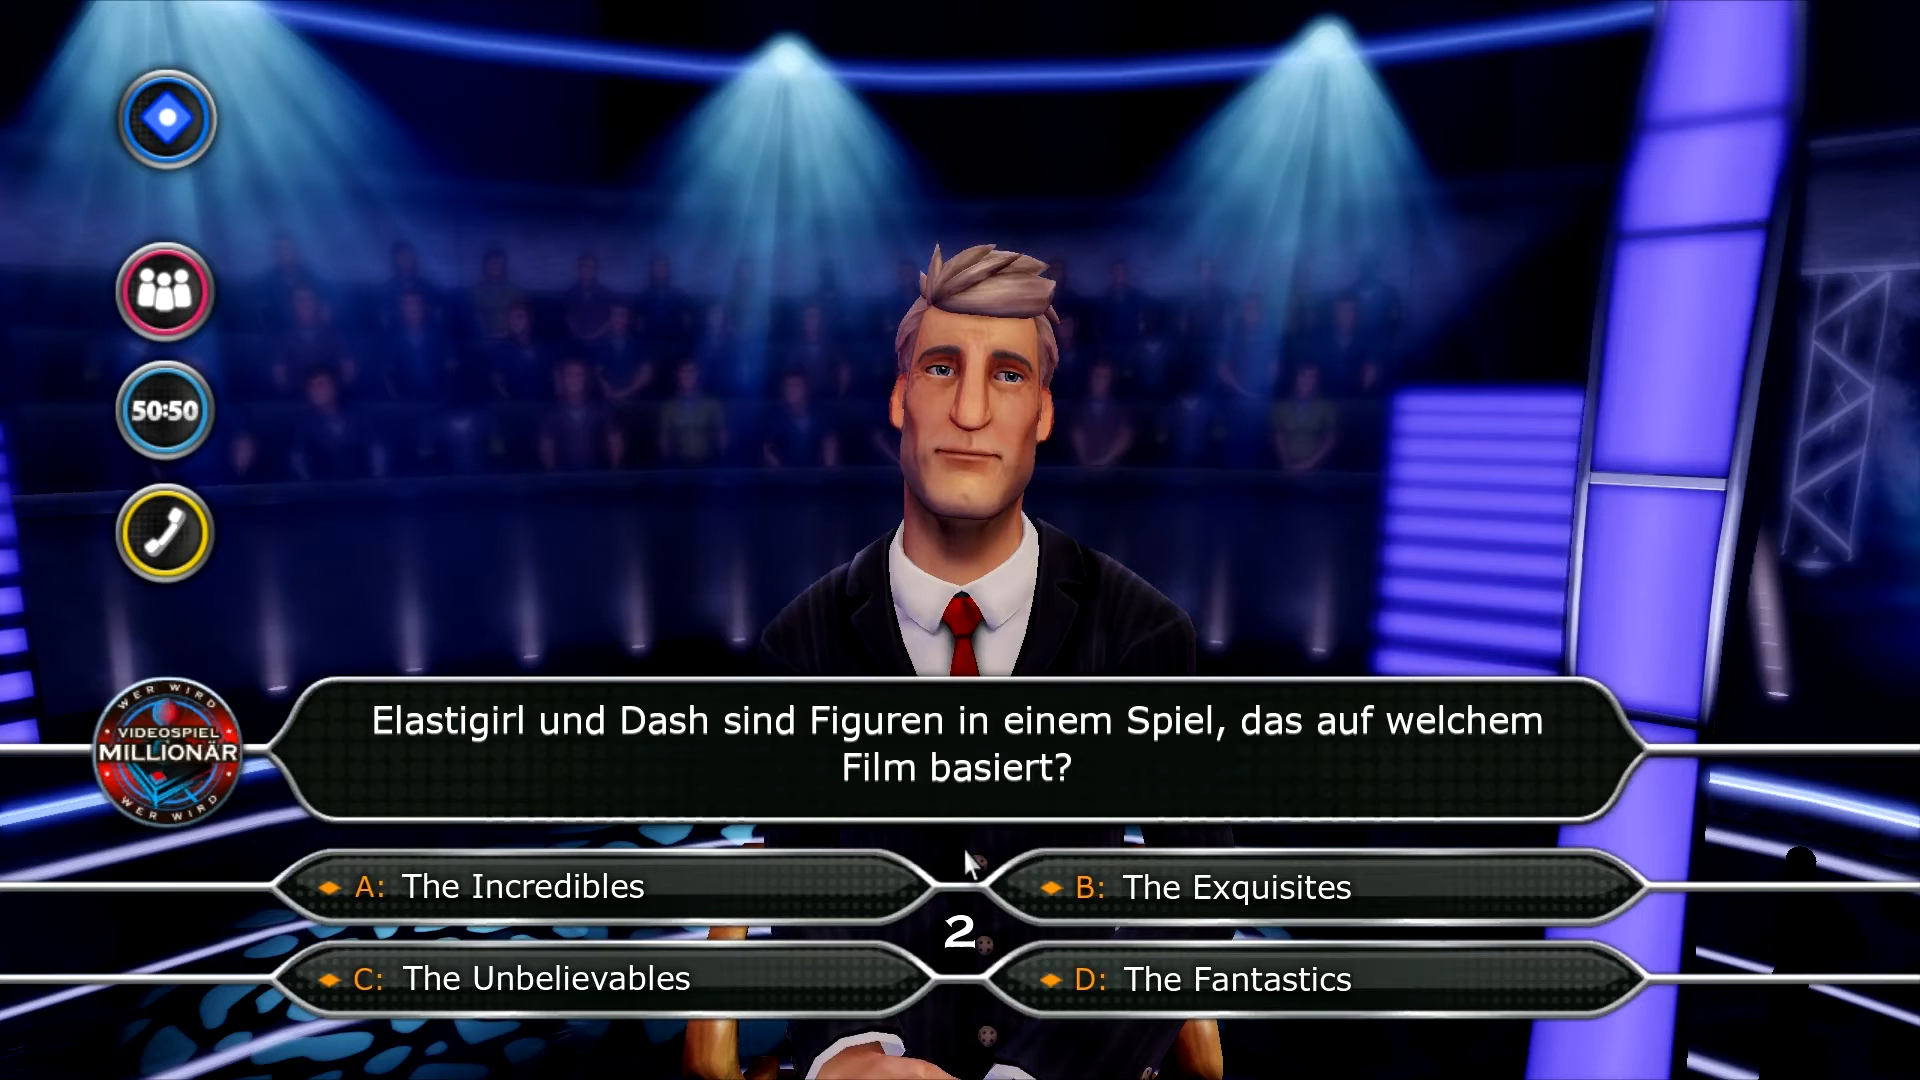 50:50
WER WIRD
VIDEOSPIEL
MILLIONÄR
WER WIRD
Elastigirl und Dash sind Figuren in einem Spiel, das auf welchem
Film basiert?
A: The Incredibles
B: The Exquisites
2
C: The Unbelievables
D: The Fantastics